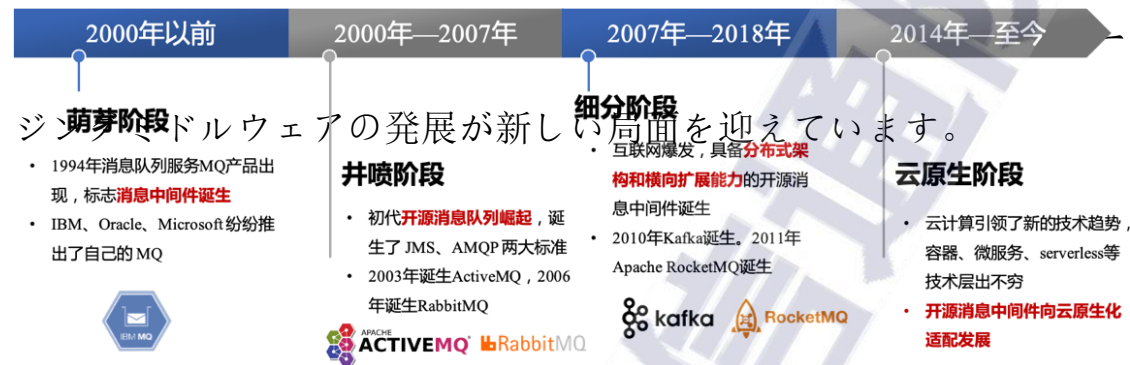 2000年以前
2000年—2007年
2007年—2018年
2014年—至今
ー
ジングミドルウェアの発展が新しい局面を迎えています。
萌芽阶段
• 1994年消息队列服务MQ产品出
现，标志消息中间件诞生
• IBM、Oracle、Microsoft纷纷推
出了自己的MQ
IBM MQ
井喷阶段
• 初代开源消息队列崛起，诞
生了 JMS、AMQP 两大标准
• 2003年诞生ActiveMQ，2006
年诞生RabbitMQ
APACHE
ACTIVEMQ
RabbitMQ
细分阶段
• 互联网爆发，具备分布式架
构和横向扩展能力的开源消
息中间件诞生
• 2010年Kafka诞生。2011年
Apache RocketMQ诞生
kafka
RocketMQ
云原生阶段
• 云计算引领了新的技术趋势，
容器、微服务、serverless等
技术层出不穷
• 开源消息中间件向云原生化
适配发展